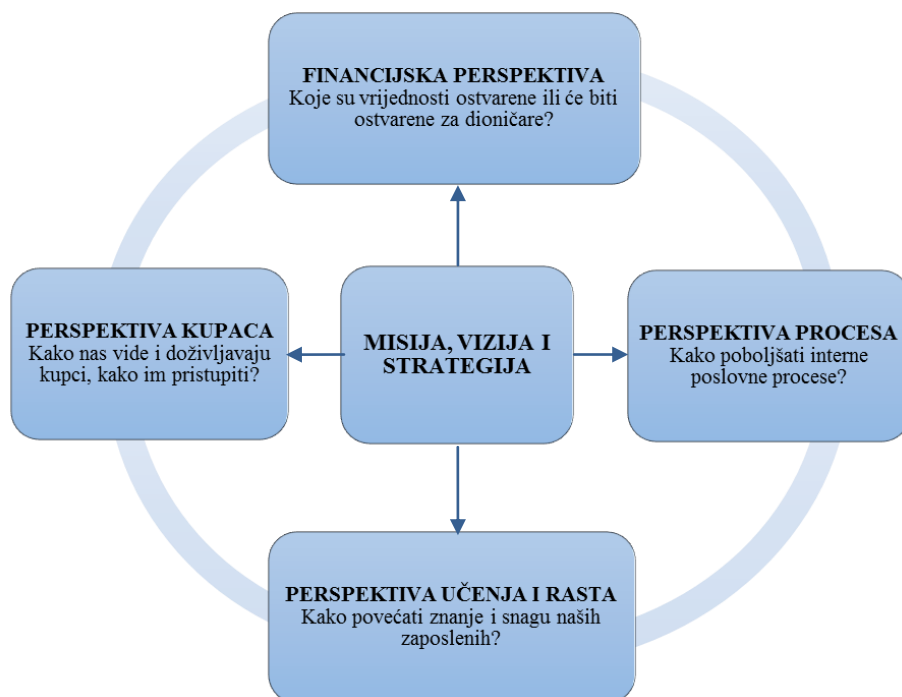 FINANCIJSKA PERSPEKTIVA
Koje su vrijednosti ostvarene ili će biti
ostvarene za dioničare?
PERSPEKTIVA KUPACA
Kako nas vide i doživljavaju
kupci, kako im pristupiti?
MISIJA, VIZIJA I
STRATEGIJA
PERSPEKTIVA PROCESA
Kako poboljšati interne
poslovne procese?
PERSPEKTIVA UČENJA I RASTA
Kako povećati znanje i snagu naših
zaposlenih?